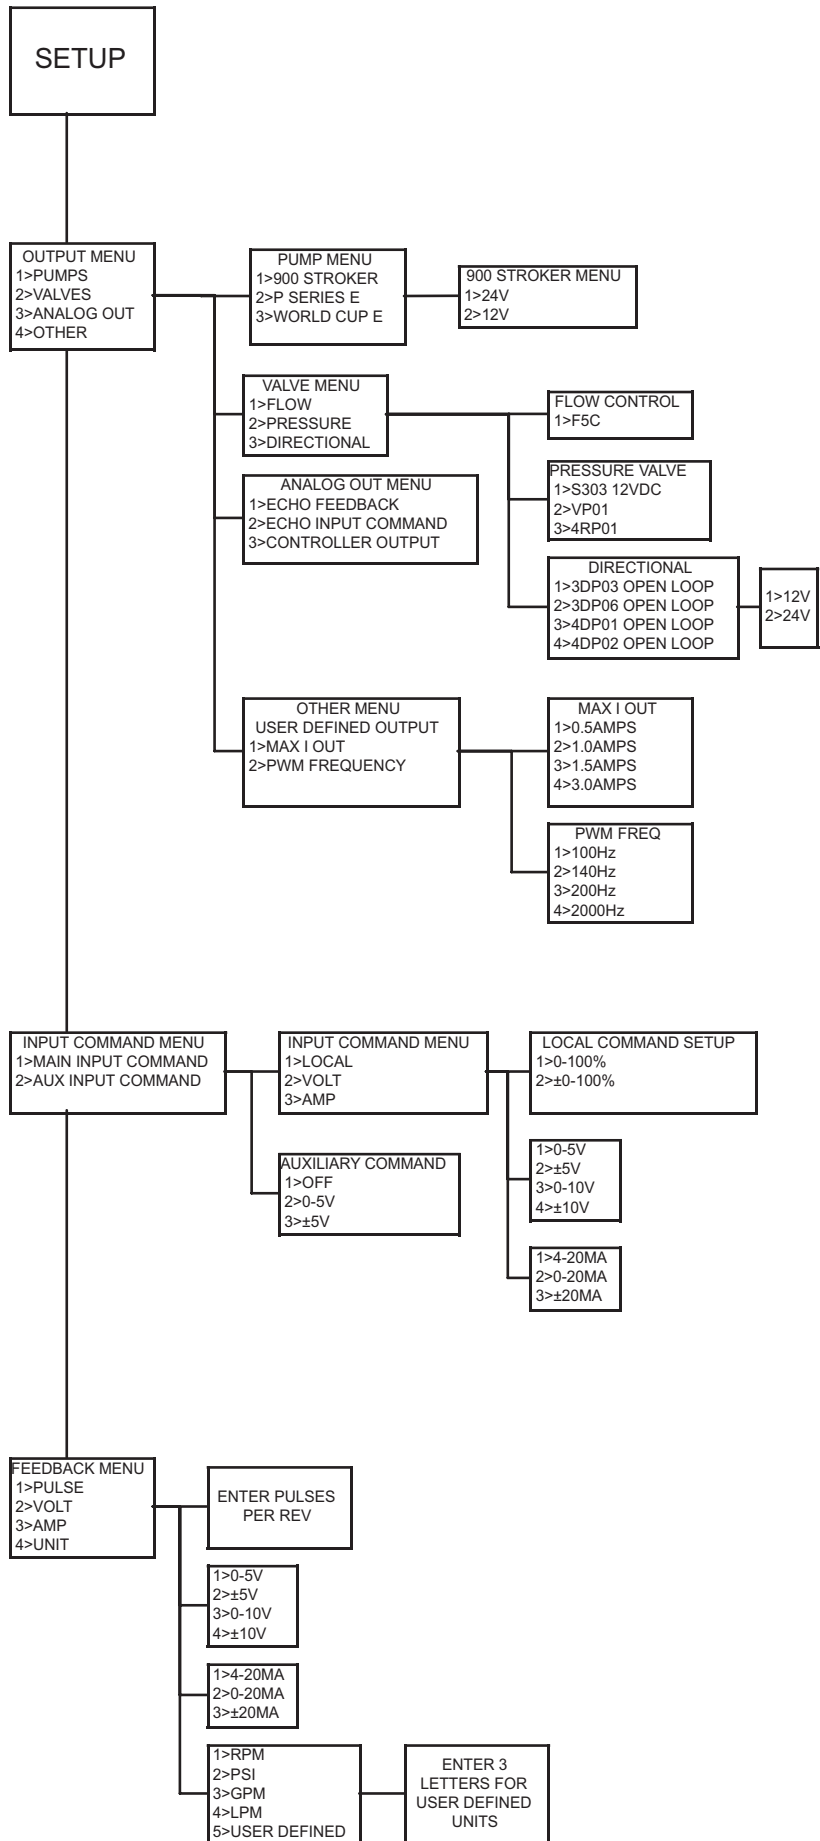 SETUP
OUTPUT MENU
1>PUMPS
2>VALVES
3>ANALOG OUT
4>OTHER
PUMP MENU
1>900 STROKER
2>P SERIES E
3>WORLD CUP E
900 STROKER MENU
1>24V
2>12V
VALVE MENU
1>FLOW
2>PRESSURE
3>DIRECTIONAL
FLOW CONTROL
1>F5C
PRESSURE VALVE
1>S303 12VDC
2>VP01
3>4RP01
DIRECTIONAL
1>3DP03 OPEN LOOP
2>3DP06 OPEN LOOP
3>4DP01 OPEN LOOP
4>4DP02 OPEN LOOP
1>12V
2>24V
ANALOG OUT MENU
1>ECHO FEEDBACK
2>ECHO INPUT COMMAND
3>CONTROLLER OUTPUT
OTHER MENU
USER DEFINED OUTPUT
1>MAX I OUT
2>PWM FREQUENCY
MAX I OUT
1>0.5AMPS
2>1.0AMPS
3>1.5AMPS
4>3.0AMPS
PWM FREQ
1>100Hz
2>140Hz
3>200Hz
4>2000Hz
INPUT COMMAND MENU
1>MAIN INPUT COMMAND
2>AUX INPUT COMMAND
INPUT COMMAND MENU
1>LOCAL
2>VOLT
3>AMP
LOCAL COMMAND SETUP
1>0-100%
2>±0-100%
1>0-5V
2>±5V
3>0-10V
4>±10V
1>4-20MA
2>0-20MA
3>±20MA
AUXILIARY COMMAND
1>OFF
2>0-5V
3>±5V
FEEDBACK MENU
1>PULSE
2>VOLT
3>AMP
4>UNIT
ENTER PULSES
PER REV
1>0-5V
2>±5V
3>0-10V
4>±10V
1>4-20MA
2>0-20MA
3>±20MA
1>RPM
2>PSI
3>GPM
4>LPM
5>USER DEFINED
ENTER 3
LETTERS FOR
USER DEFINED
UNITS